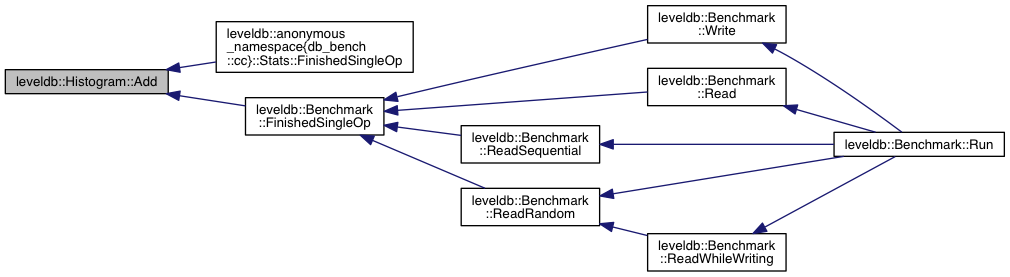 leveldb::Histogram::Add
leveldb::anonymous
_namespace{db_bench
::cc}::Stats::FinishedSingleOp
leveldb::Benchmark
::FinishedSingleOp
leveldb::Benchmark
::Write
leveldb::Benchmark
::Read
leveldb::Benchmark
::ReadSequential
leveldb::Benchmark
::ReadRandom
leveldb::Benchmark
::ReadWhileWriting
leveldb::Benchmark::Run